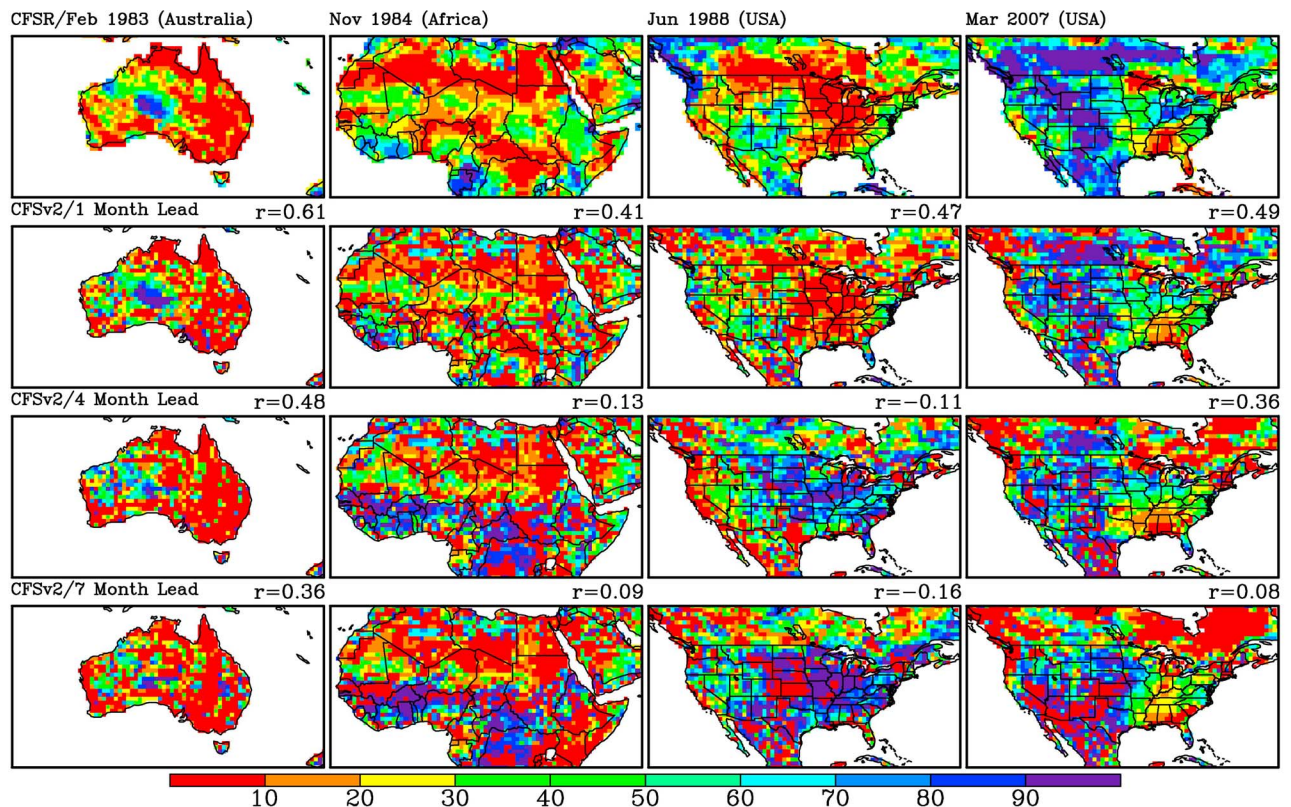 CFSR/Feb 1983 (Australia) Nov 1984 (Africa) Jun 1988 (USA) Mar 2007 (USA)
CFSv2/1 Month Lead r=0.61 r=0.41 r=0.47 r=0.49
CFSv2/4 Month Lead r=0.48 r=0.13 r=−0.11 r=0.36
CFSv2/7 Month Lead r=0.36 r=0.09 r=−0.16 r=0.08
10 20 30 40 50 60 70 80 90